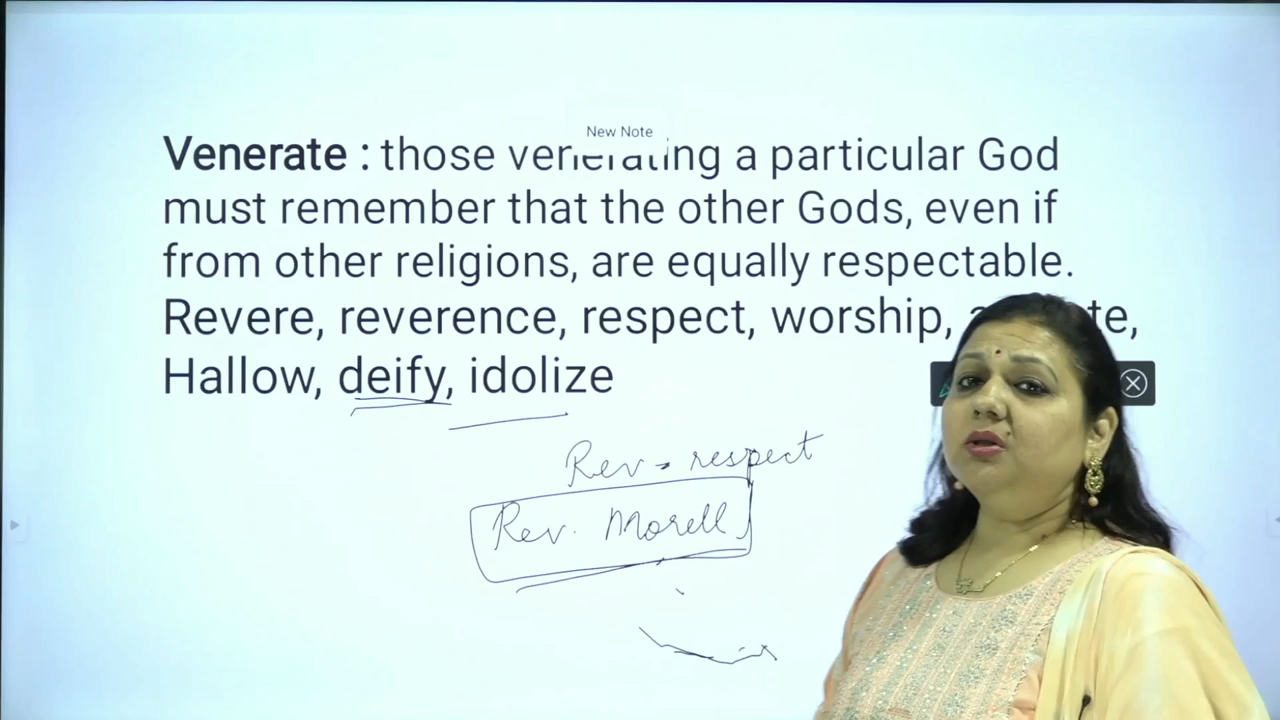 New Note
Venerate : those venerating a particular God
must remember that the other Gods, even if
from other religions, are equally respectable.
Revere, reverence, respect, worship,
Hallow, deify, idolize
Rev - respect
Rev. Morell